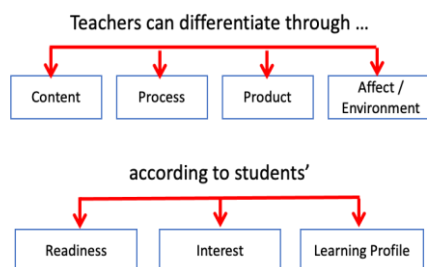 Teachers can differentiate through …
Content
Process
Product
Affect /
Environment
according to students’
Readiness
Interest
Learning Profile